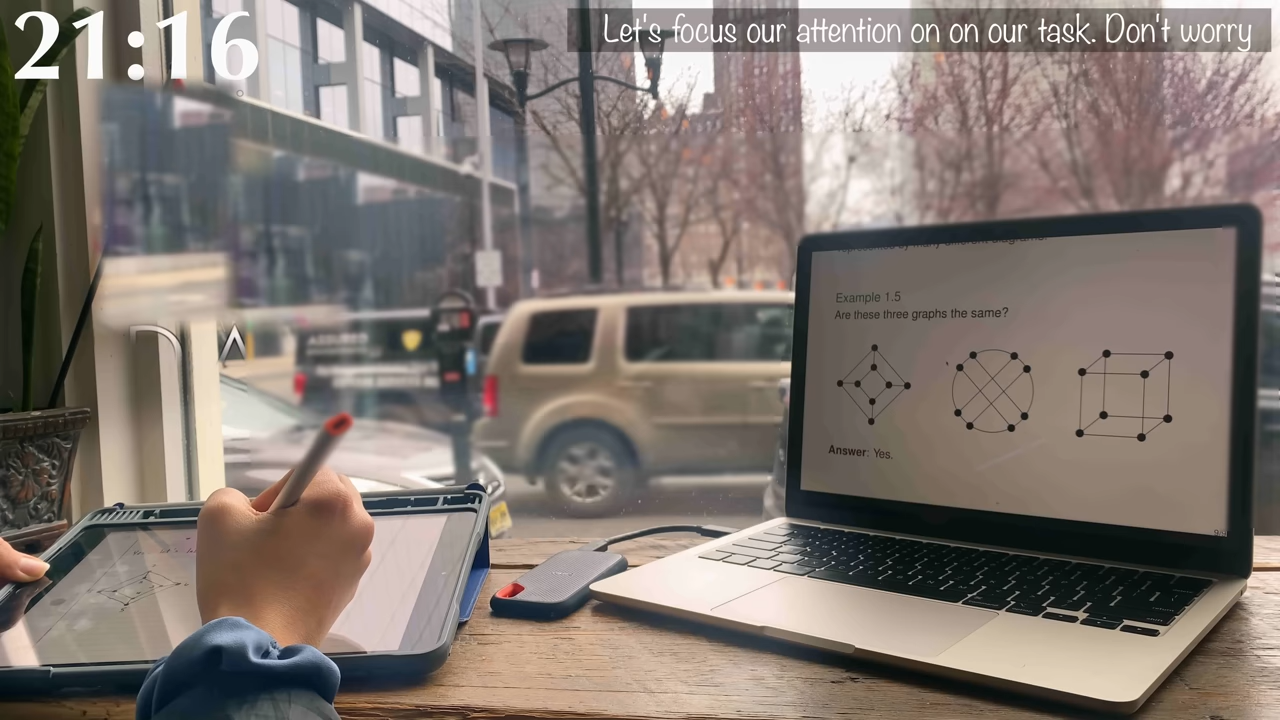 21:16
Let's focus our attention on on our task. Don't worry
Example 1.5
Are these three graphs the same?
Answer: Yes.